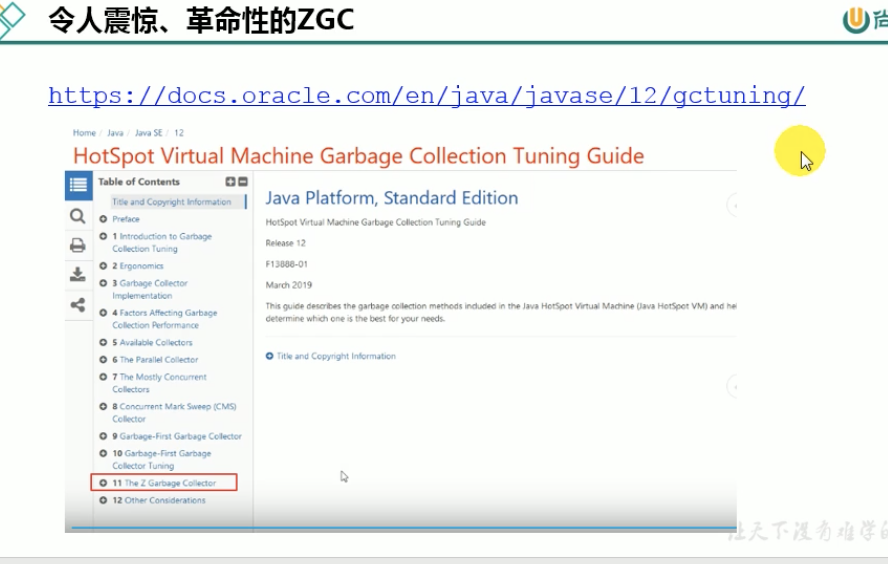 令人震惊、革命性的ZGC
尚
https://docs.oracle.com/en/java/javase/12/gctuning/
Home / Java / Java SE / 12
HotSpot Virtual Machine Garbage Collection Tuning Guide
Table of Contents
Title and Copyright Information
Preface
1 Introduction to Garbage
Collection Tuning
2 Ergonomics
3 Garbage Collector
Implementation
4 Factors Affecting Garbage
Collection Performance
5 Available Collectors
6 The Parallel Collector
7 The Mostly Concurrent
Collectors
8 Concurrent Mark Sweep (CMS)
Collector
9 Garbage-First Garbage Collector
10 Garbage-First Garbage
Collector Tuning
11 The Z Garbage Collector
12 Other Considerations
Java Platform, Standard Edition
HotSpot Virtual Machine Garbage Collection Tuning Guide
Release 12
F13888-01
March 2019
This guide describes the garbage collection methods included in the Java HotSpot Virtual Machine (Java HotSpot VM) and hel
determine which one is the best for your needs.
Title and Copyright Information
让天下没有难学的